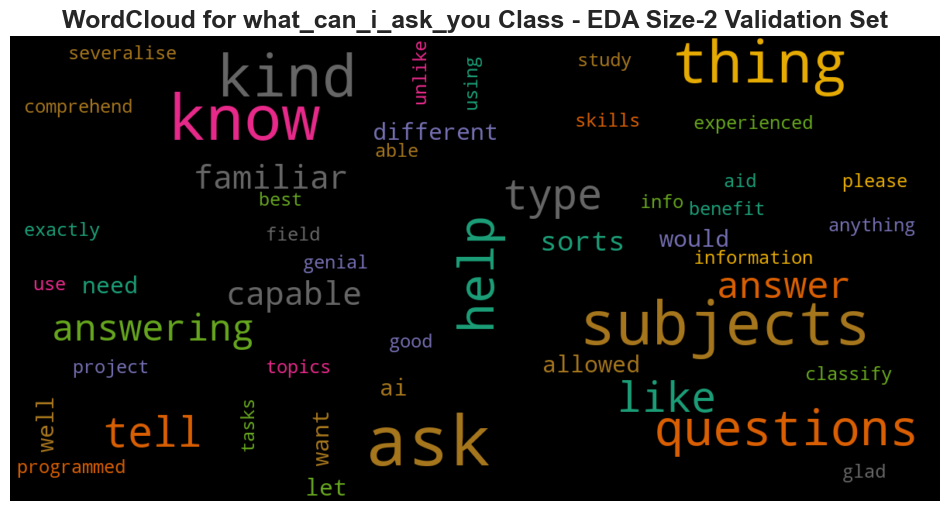 WordCloud for what_can_i_ask_you Class - EDA Size-2 Validation Set
severalise
kind
unlike
using
study
thing
comprehend
know
different
able
skills
experienced
familiar
best
type
info
aid
benefit
please
exactly
field
help
sorts
would
anything
genial
information
use
need
capable
answer
answering
subjects
good
project
topics
allowed
classify
ai
like
well
tell
tasks
want
ask
questions
programmed
let
glad